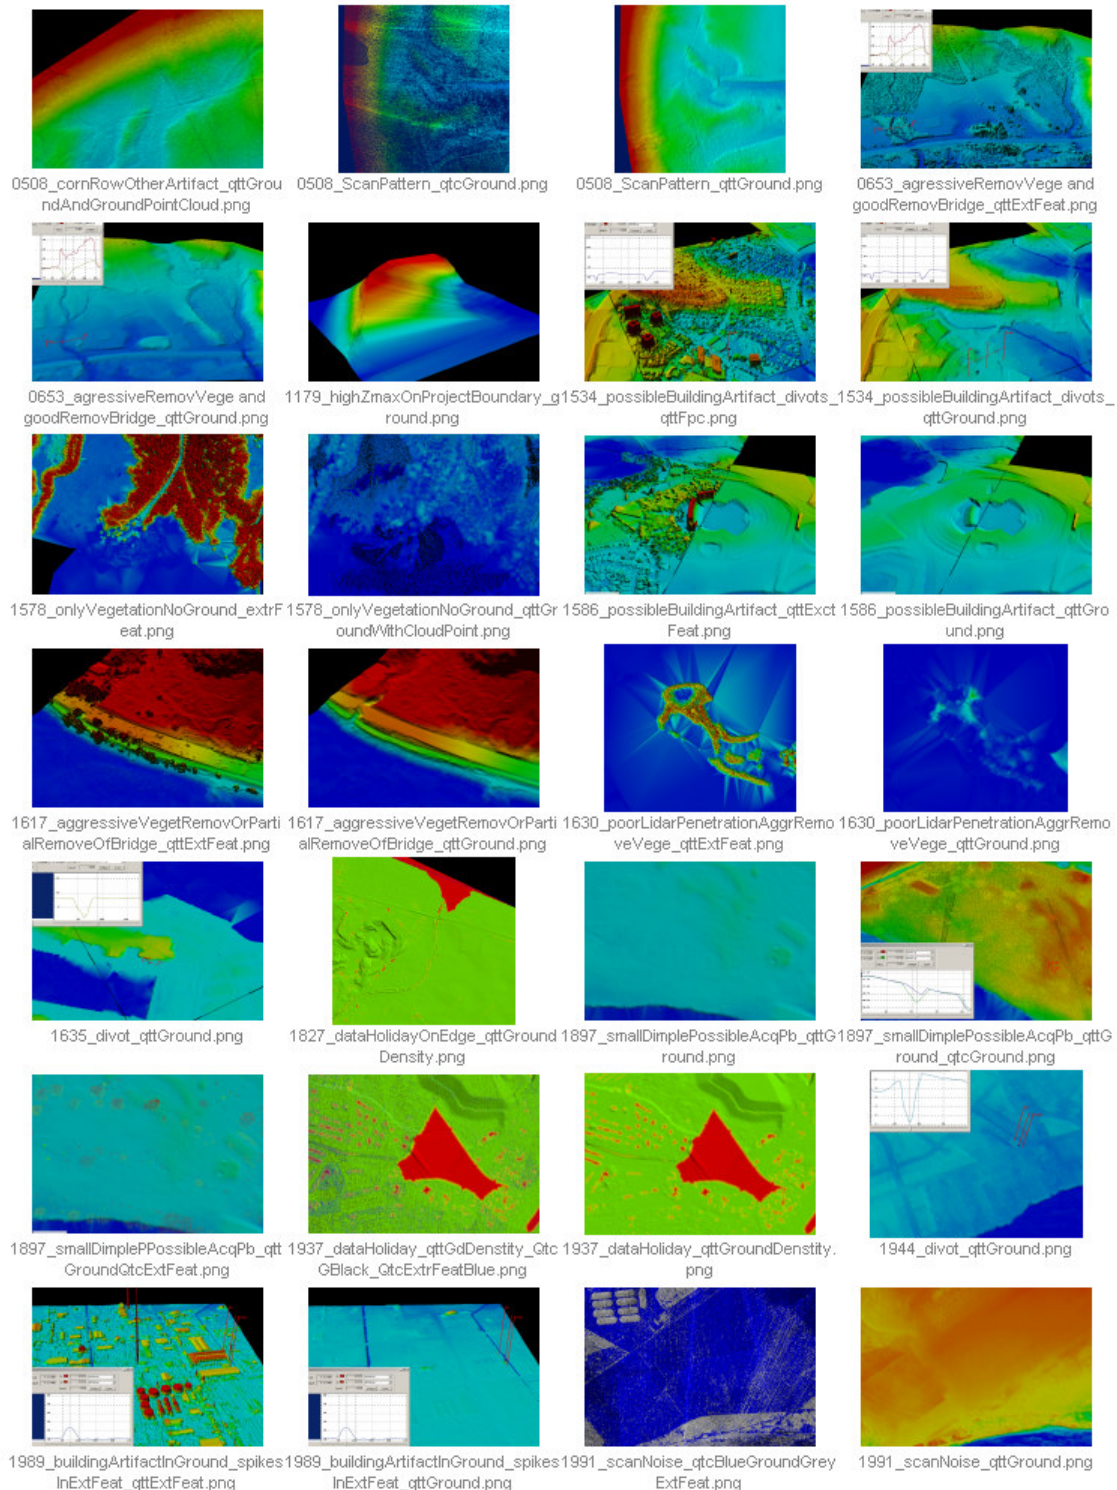 0508_cornRowOtherArtifact_qttGrou
ndAndGroundPointCloud.png
0508_ScanPattern_qtcGround.png
0508_ScanPattern_qttGround.png
0653_agressiveRemovVege and
goodRemovBridge_qttExtFeat.png
0653_agressiveRemovVege and
goodRemovBridge_qttGround.png
1179_highZmaxOnProjectBoundary_g
round.png
1534_possibleBuildingArtifact_divots_
qttFpc.png
1534_possibleBuildingArtifact_divots_
qttGround.png
1578_onlyVegetationNoGround_extrF
eat.png
1578_onlyVegetationNoGround_qttGr
oundWithCloudPoint.png
1586_possibleBuildingArtifact_qttExct
Feat.png
1586_possibleBuildingArtifact_qttGro
und.png
1617_aggressiveVegetRemovOrParti
alRemoveOfBridge_qttExtFeat.png
1617_aggressiveVegetRemovOrParti
alRemoveOfBridge_qttGround.png
1630_poorLidarPenetrationAggrRemo
veVege_qttExtFeat.png
1630_poorLidarPenetrationAggrRemo
veVege_qttGround.png
1635_divot_qttGround.png
1827_dataHolidayOnEdge_qttGround
Density.png
1897_smallDimplePossibleAcqPb_qttG
round.png
1897_smallDimplePossibleAcqPb_qttG
round_qtcGround.png
1897_smallDimplePPossibleAcqPb_qtt
GroundQtcExtFeat.png
1937_dataHoliday_qttGdDenstity_Qtc
GBlack_QtcExtrFeatBlue.png
1937_dataHoliday_qttGroundDentsity.
png
1944_divot_qttGround.png
1989_buildingArtifactInGround_spikes
InExtFeat_qttExtFeat.png
1989_buildingArtifactInGround_spikes
InExtFeat_qttGround.png
1991_scanNoise_qtcBlueGroundGrey
ExtFeat.png
1991_scanNoise_qttGround.png